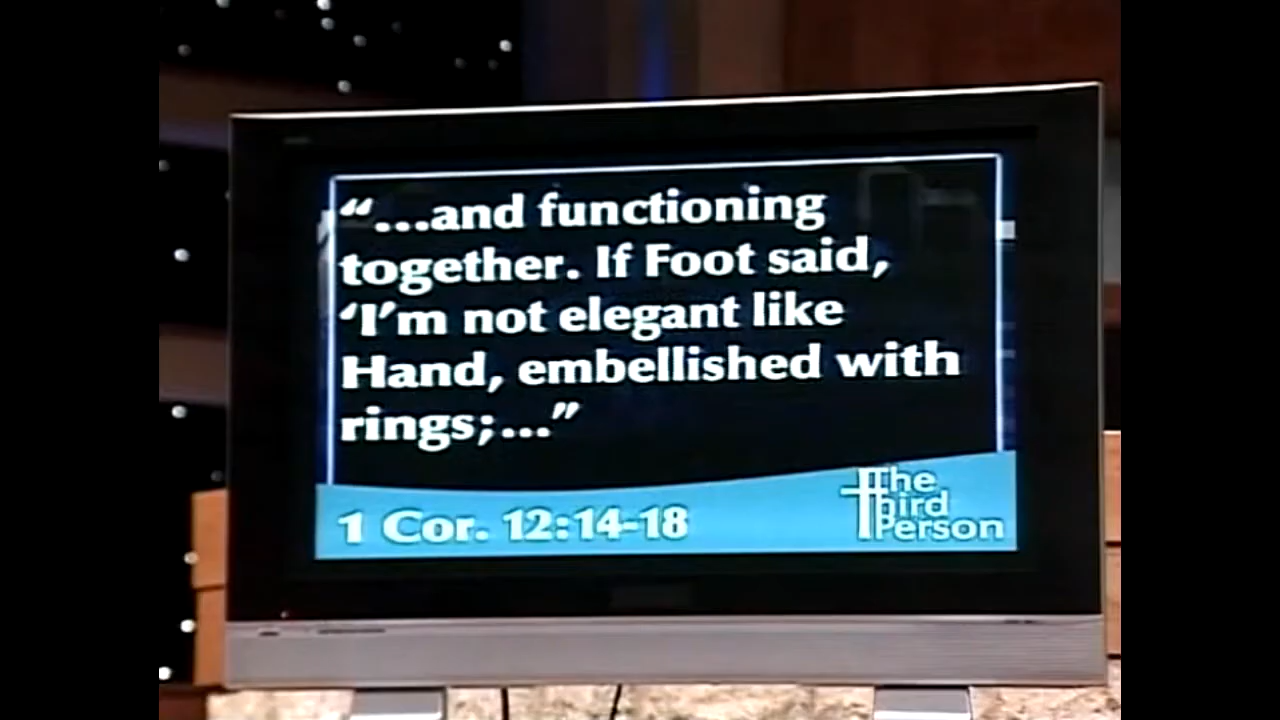 “...and functioning
together. If Foot said,
‘I’m not elegant like
Hand, embellished with
rings;...”
1 Cor. 12:14-18
The
Third
Person